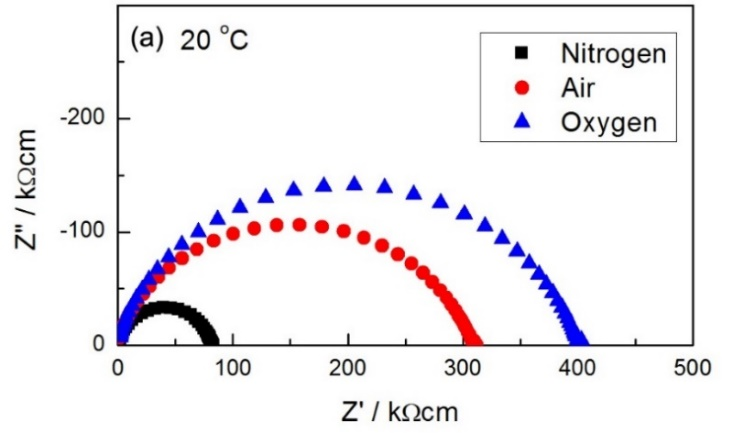 (a) 20 °C
Nitrogen
Air
Oxygen
-200
-100
0
Z" / kΩcm
0 100 200 300 400 500
Z' / kΩcm